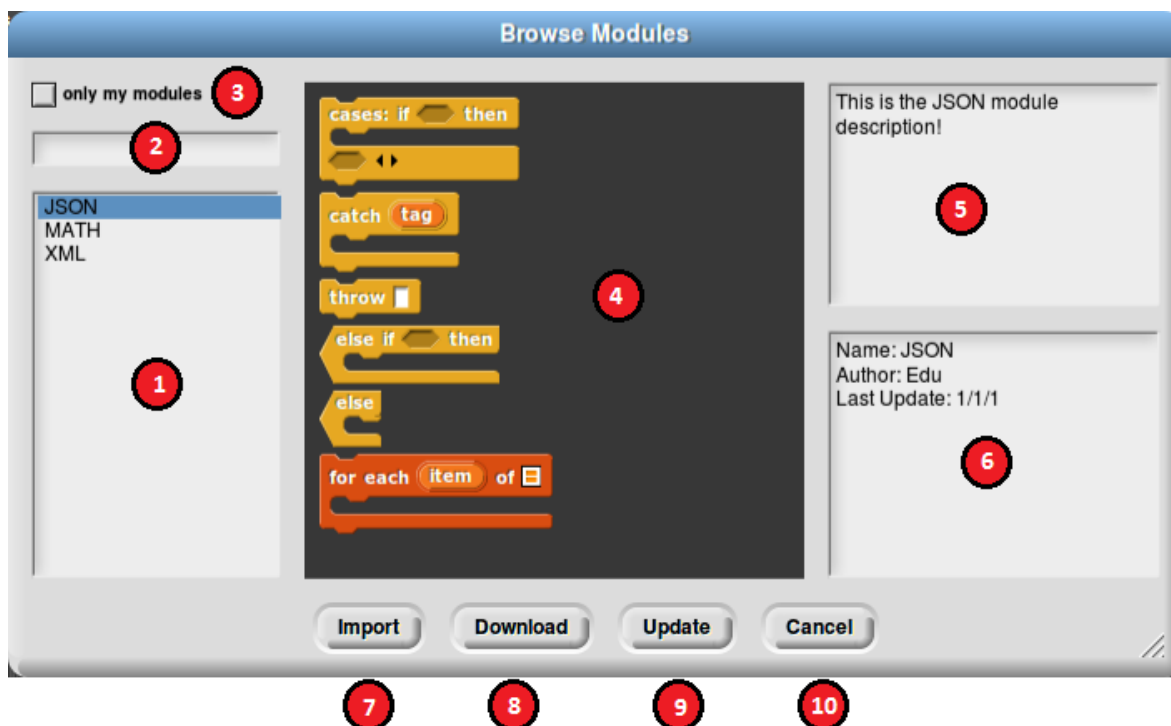 Browse Modules
only my modules
3
2
JSON
MATH
XML
1
cases: if then
catch tag
throw
else if then
else
for each item of
4
This is the JSON module
description!
5
Name: JSON
Author: Edu
Last Update: 1/1/1
6
Import Download Update Cancel
7 8 9 10